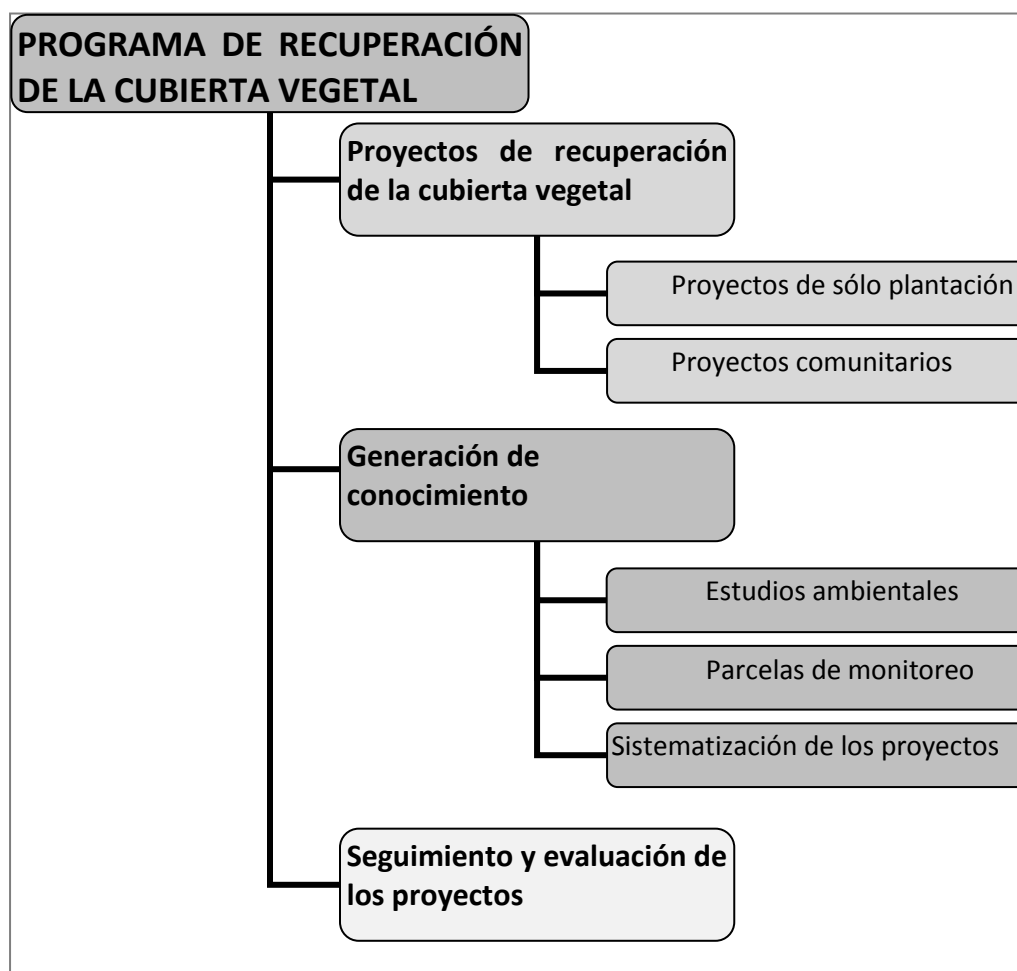 PROGRAMA DE RECUPERACIÓN
DE LA CUBIERTA VEGETAL
Proyectos de recuperación
de la cubierta vegetal
Proyectos de sólo plantación
Proyectos comunitarios
Generación de
conocimiento
Estudios ambientales
Parcelas de monitoreo
Sistematización de los proyectos
Seguimiento y evaluación de
los proyectos